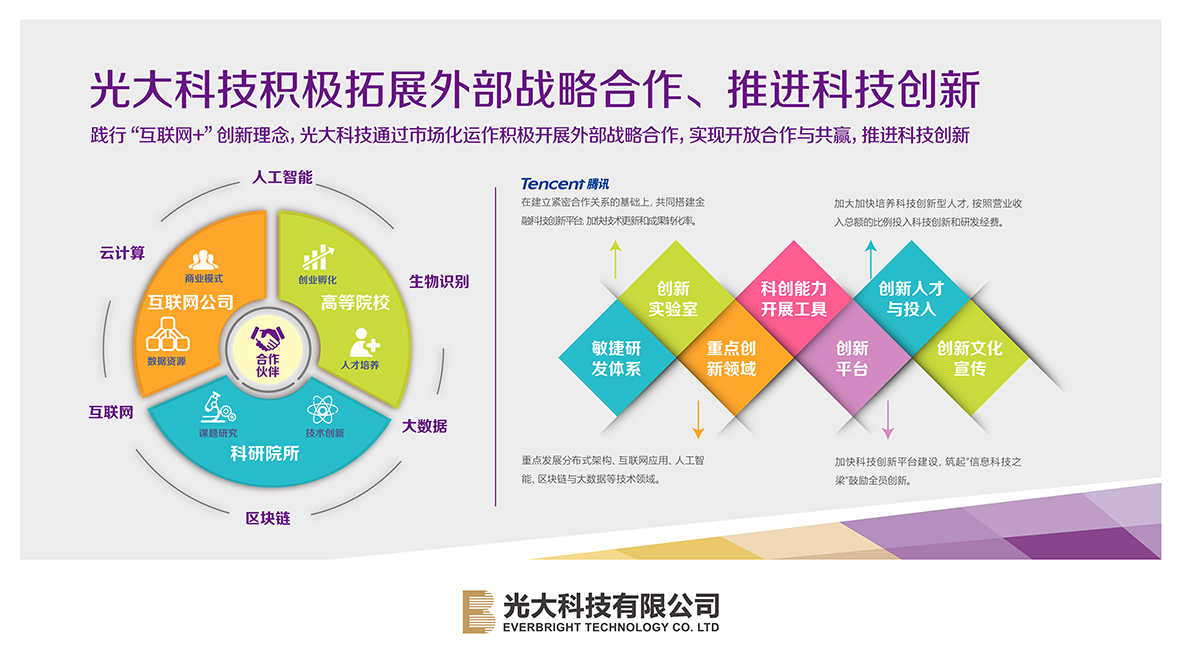 光大科技积极拓展外部战略合作、推进科技创新
践行“互联网+”创新理念，光大科技通过市场化运作积极开展外部战略合作，实现开放合作与共赢，推进科技创新
人工智能
云计算
生物识别
商业模式
互联网公司
数据资源
创业孵化
高等院校
人才培养
合作
伙伴
互联网
大数据
课题研究
技术创新
科研院所
区块链
Tencent 腾讯
在建立紧密合作关系的基础上，共同搭建金
融科技创新平台，加快技术更新和成果转化率。
加大加快培养科技创新型人才，按照营业收
入总额的比例投入科技创新和研发经费。
创新
实验室
科创能力
开展工具
创新人才
与投入
敏捷研
发体系
重点创
新领域
创新
平台
创新文化
宣传
重点发展分布式架构、互联网应用、人工智
能、区块链与大数据等技术领域。
加快科技创新平台建设，筑起“信息科技之
梁”鼓励全员创新。
光大科技有限公司
EVERBRIGHT TECHNOLOGY CO. LTD